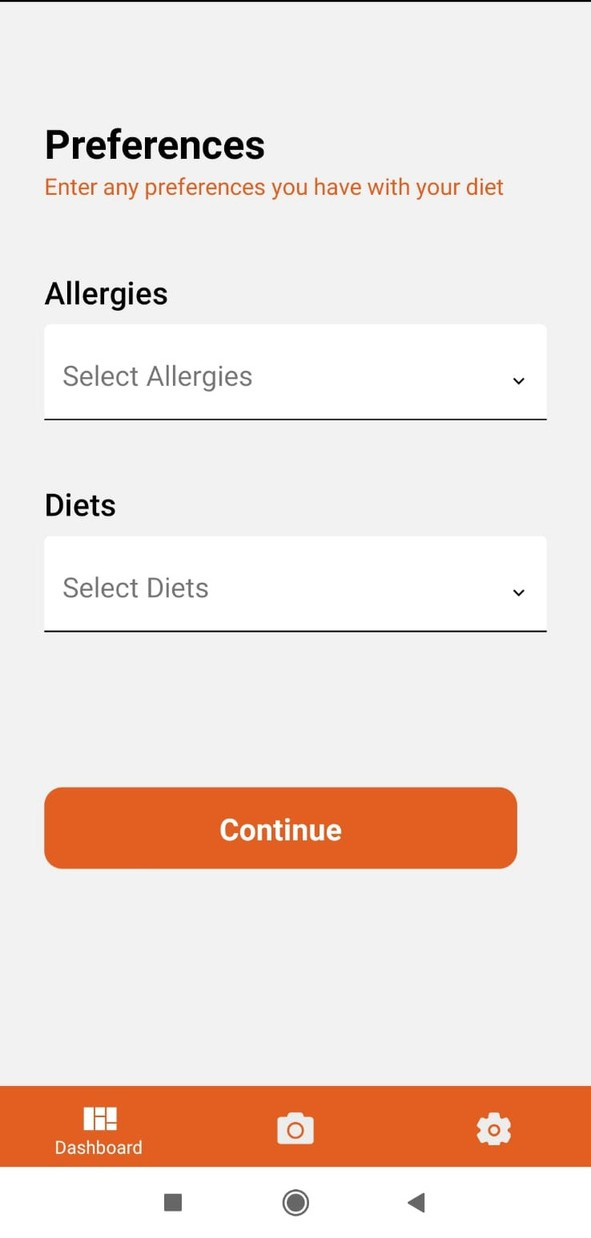 Preferences
Enter any preferences you have with your diet
Allergies
Select Allergies
Diets
Select Diets
Continue
Dashboard